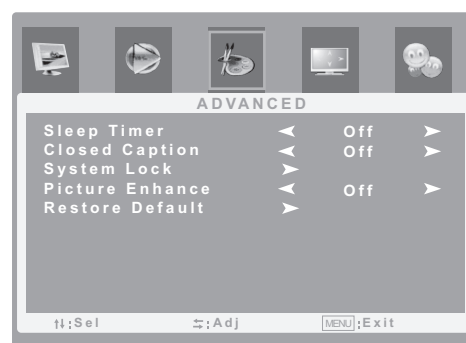 ADVANCED
Sleep Timer Off
Closed Caption Off
System Lock
Picture Enhance Off
Restore Default
:Sel :Adj MENU :Exit